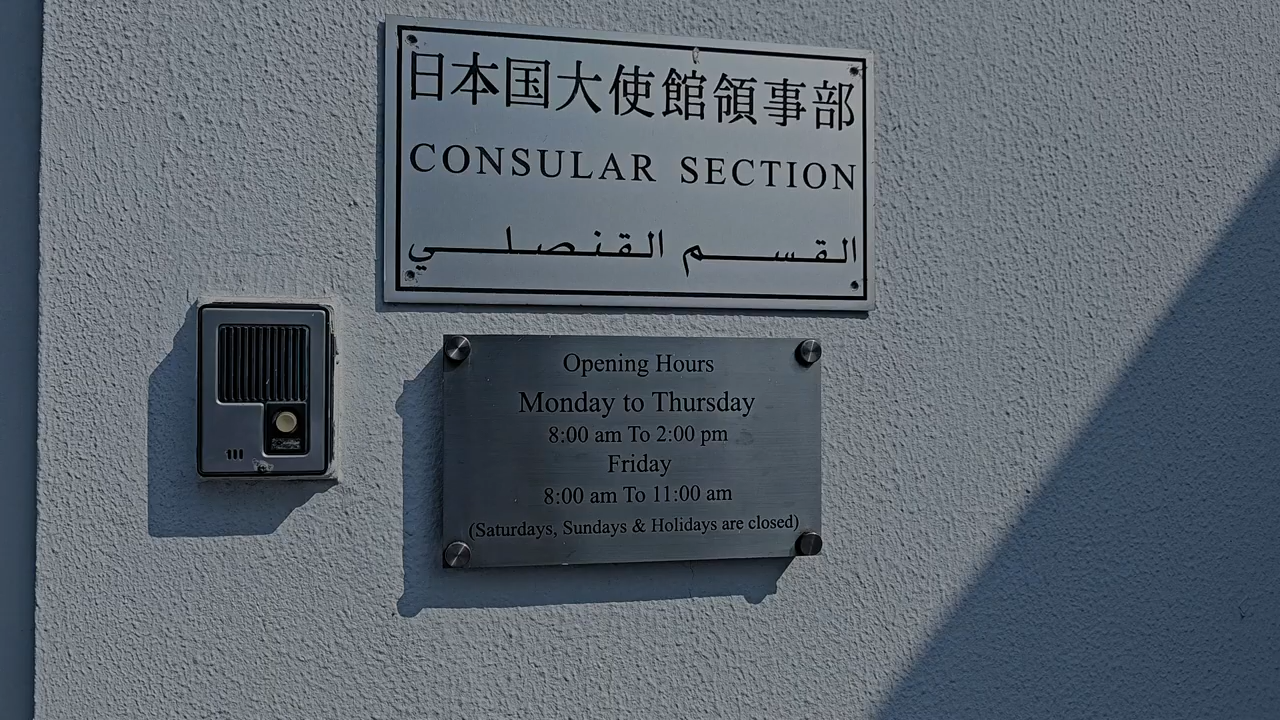 日本国大使館領事部
CONSULAR SECTION
القسم القنصلي
Opening Hours
Monday to Thursday
8:00 am To 2:00 pm
Friday
8:00 am To 11:00 am
(Saturdays, Sundays & Holidays are closed)